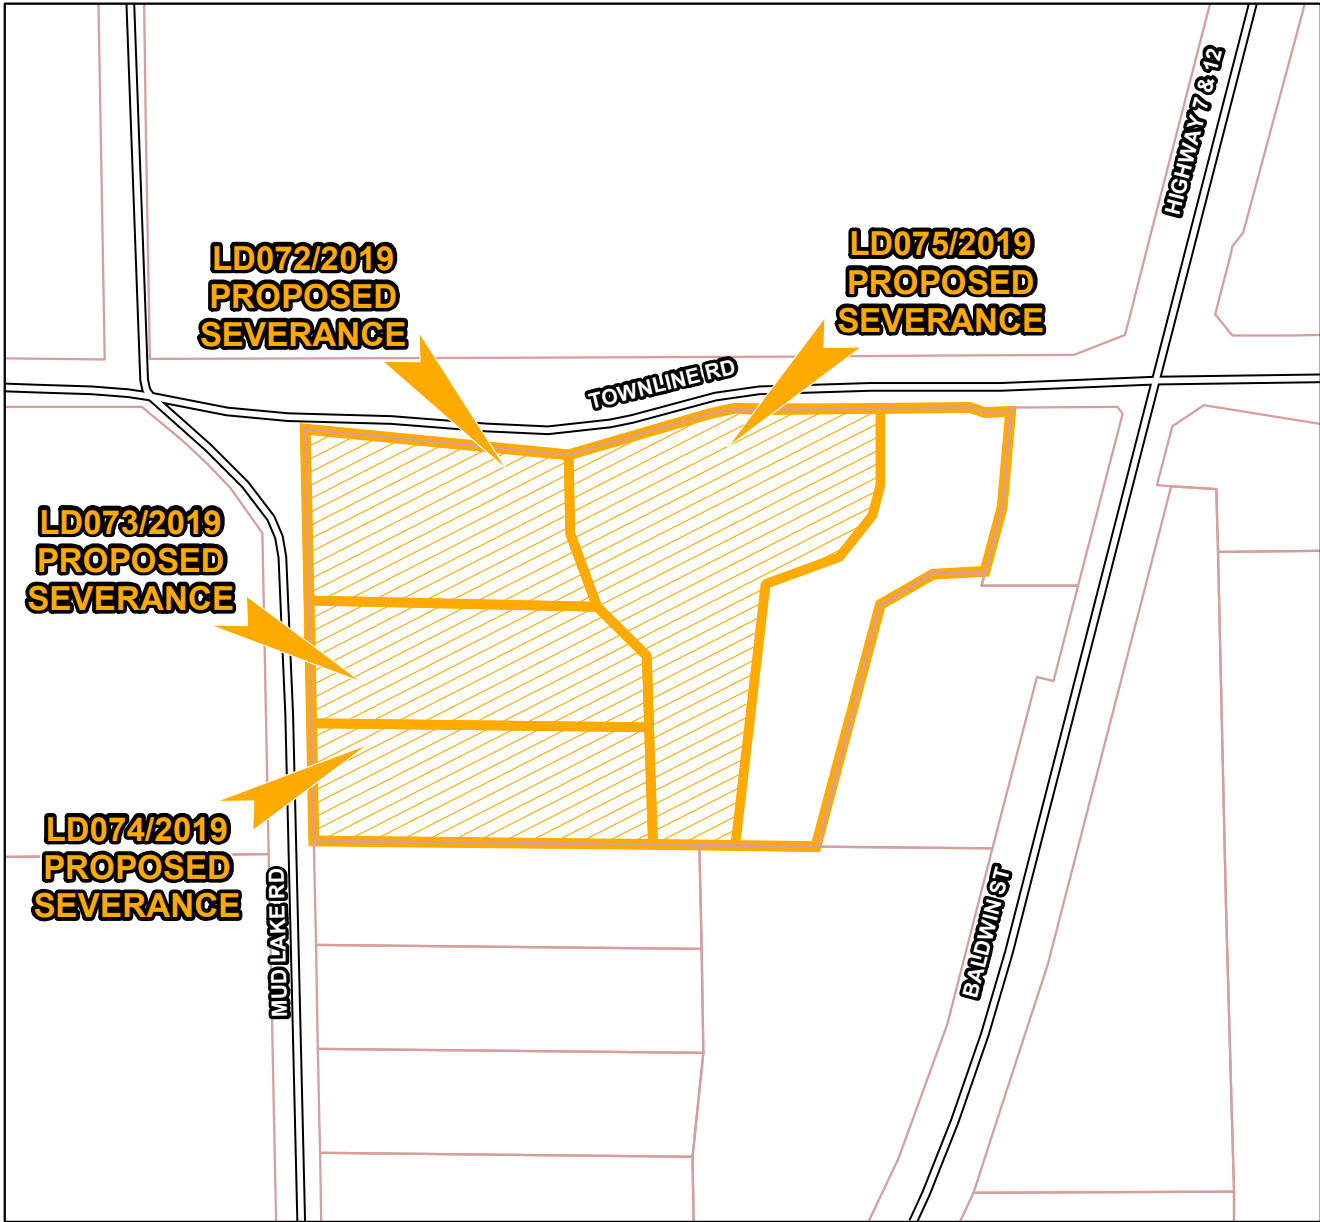 HIGHWAY 7 & 12
LD072/2019
PROPOSED
SEVERANCE
LD075/2019
PROPOSED
SEVERANCE
TOWNLINE RD
LD073/2019
PROPOSED
SEVERANCE
LD074/2019
PROPOSED
SEVERANCE
MUD LAKE RD
BALDWIN ST